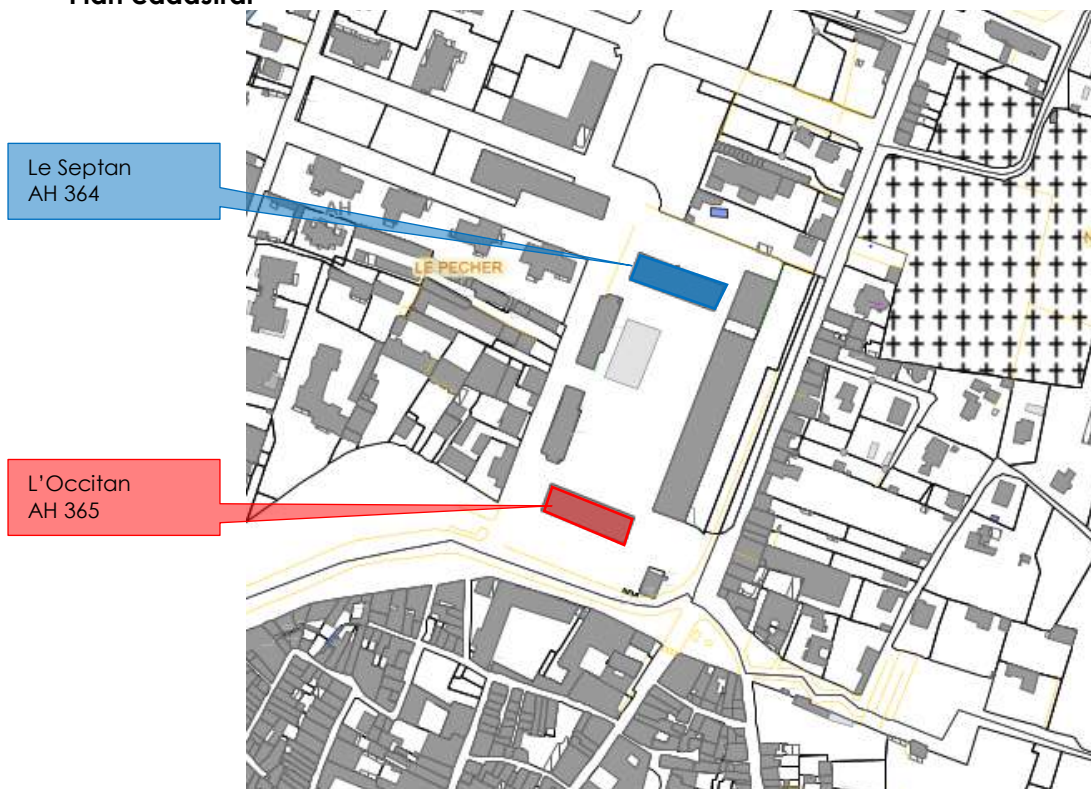 Plan Cadastral
Le Septan
AH 364
AH
LE PECHER
L'Occitan
AH 365